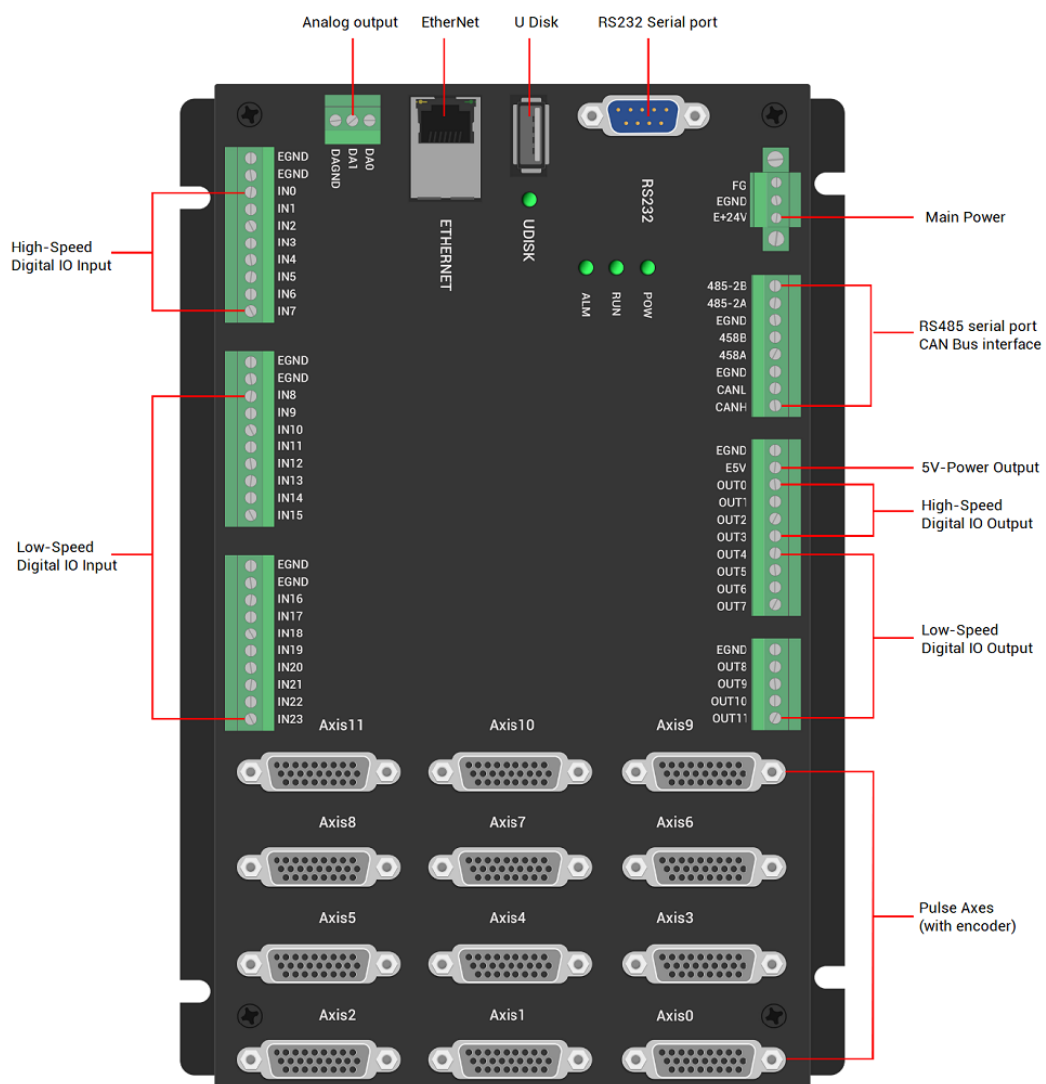 Analog output
EtherNet
U Disk
RS232 Serial port
DAGND
DA1
DA0
ETHERNET
UDISK
RS232
ALM
RUN
POW
High-Speed
Digital IO Input
EGND
EGND
IN0
IN1
IN2
IN3
IN4
IN5
IN6
IN7
Low-Speed
Digital IO Input
EGND
EGND
IN8
IN9
IN10
IN11
IN12
IN13
IN14
IN15
EGND
EGND
IN16
IN17
IN18
IN19
IN20
IN21
IN22
IN23
FG
EGND
E+24V
Main Power
485-2B
485-2A
EGND
458B
458A
EGND
CANL
CANH
RS485 serial port
CAN Bus interface
EGND
E5V
OUT0
OUT1
OUT2
OUT3
OUT4
OUT5
OUT6
OUT7
5V-Power Output
High-Speed
Digital IO Output
EGND
OUT8
OUT9
OUT10
OUT11
Low-Speed
Digital IO Output
Axis11
Axis10
Axis9
Axis8
Axis7
Axis6
Axis5
Axis4
Axis3
Axis2
Axis1
Axis0
Pulse Axes
(with encoder)